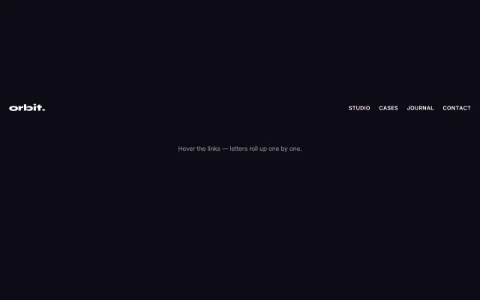 orbit.
STUDIO CASES JOURNAL CONTACT
Hover the links — letters roll up one by one.